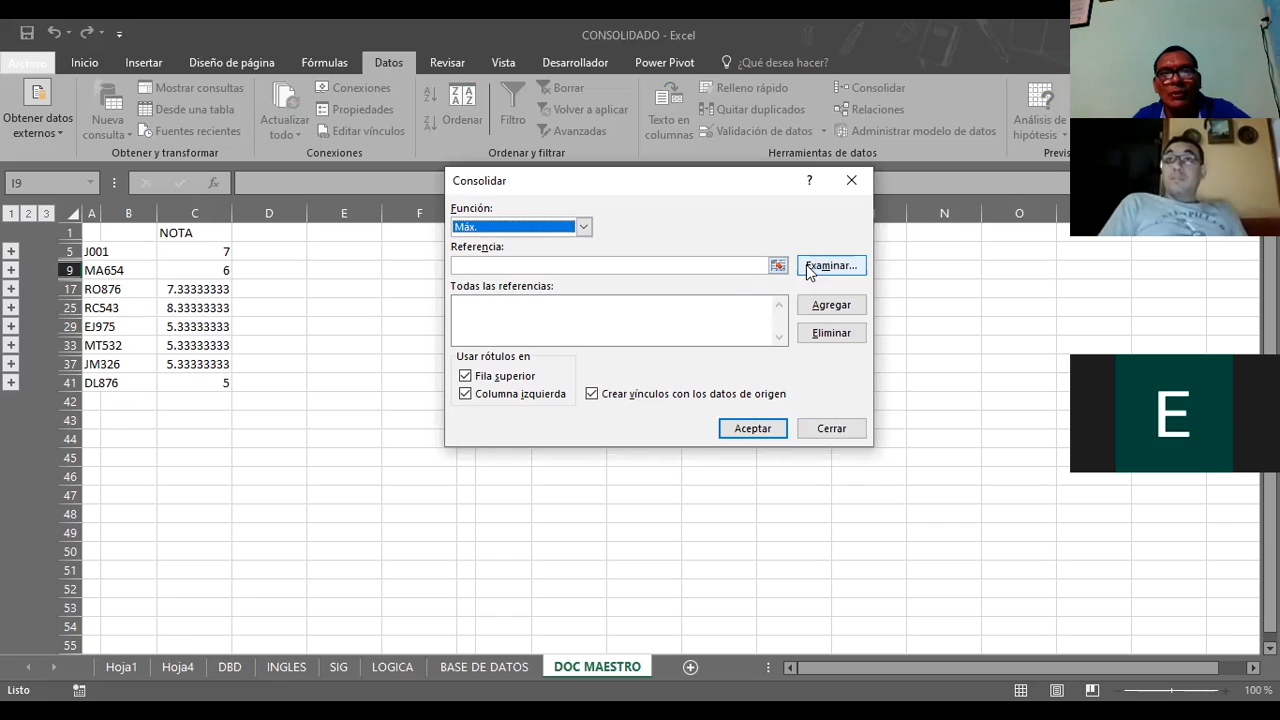 CONSOLIDADO - Excel
Archivo Inicio Insertar Diseño de página Fórmulas Datos Revisar Vista Desarrollador Power Pivot ¿Qué desea hacer?
Obtener datos externos
Nueva consulta
Mostrar consultas
Desde una tabla
Fuentes recientes
Obtener y transformar
Actualizar todo
Conexiones
Propiedades
Editar vínculos
Conexiones
Ordenar
Filtro
Borrar
Volver a aplicar
Avanzadas
Ordenar y filtrar
Texto en columnas
Relleno rápido
Quitar duplicados
Validación de datos
Consolidar
Relaciones
Administrar modelo de datos
Herramientas de datos
Análisis de hipótesis
Previs
I9
fx
1 2 3
A B C D E F N O
1 NOTA
5 J001 7
9 MA654 6
17 RO876 7.33333333
25 RC543 8.33333333
29 EJ975 5.33333333
33 MT532 5.33333333
37 JM326 5.33333333
41 DL876 5
42
43
44
45
46
47
48
49
50
51
52
53
54
55
Consolidar
?
Función:
Máx.
Referencia:
Examinar...
Todas las referencias:
Agregar
Eliminar
Usar rótulos en
Fila superior
Columna izquierda
Crear vínculos con los datos de origen
Aceptar Cerrar
E
Hoja1 Hoja4 DBD INGLES SIG LOGICA BASE DE DATOS DOC MAESTRO
Listo
100 %